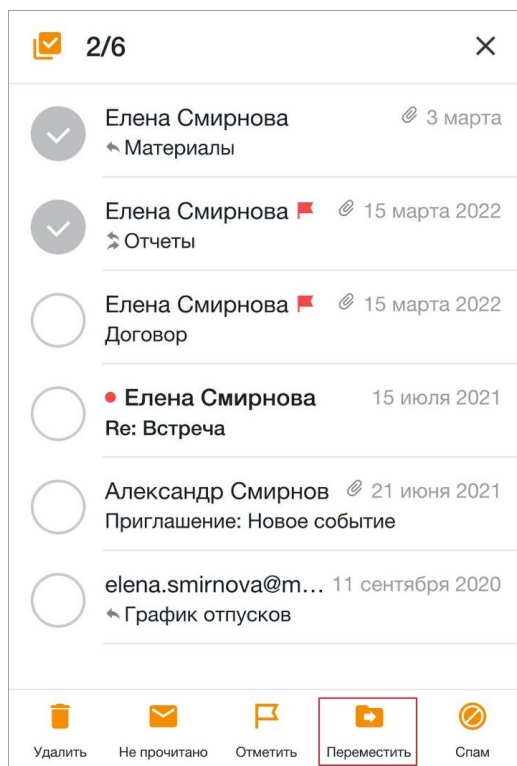 2/6
Елена Смирнова 3 марта
Материалы
Елена Смирнова 15 марта 2022
Отчеты
Елена Смирнова 15 марта 2022
Договор
Елена Смирнова 15 июля 2021
Re: Встреча
Александр Смирнов 21 июня 2021
Приглашение: Новое событие
elena.smirnova@m... 11 сентября 2020
График отпусков
Удалить Не прочитано Отметить Переместить Спам